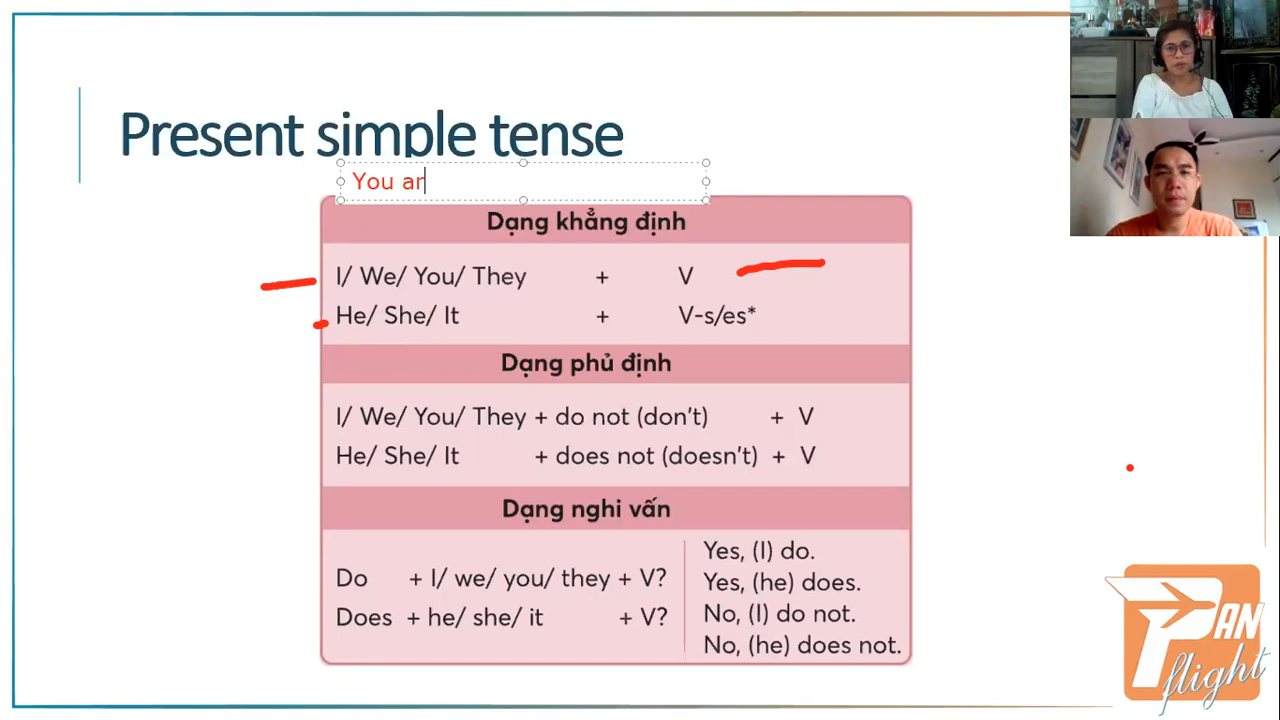 Present simple tense
You ar
Dạng khẳng định
I/ We/ You/ They + V
He/ She/ It + V-s/es*
Dạng phủ định
I/ We/ You/ They + do not (don't) + V
He/ She/ It + does not (doesn't) + V
Dạng nghi vấn
Do + I/ we/ you/ they + V?
Does + he/ she/ it + V?
Yes, (I) do.
Yes, (he) does.
No, (I) do not.
No, (he) does not.
PAN
flight